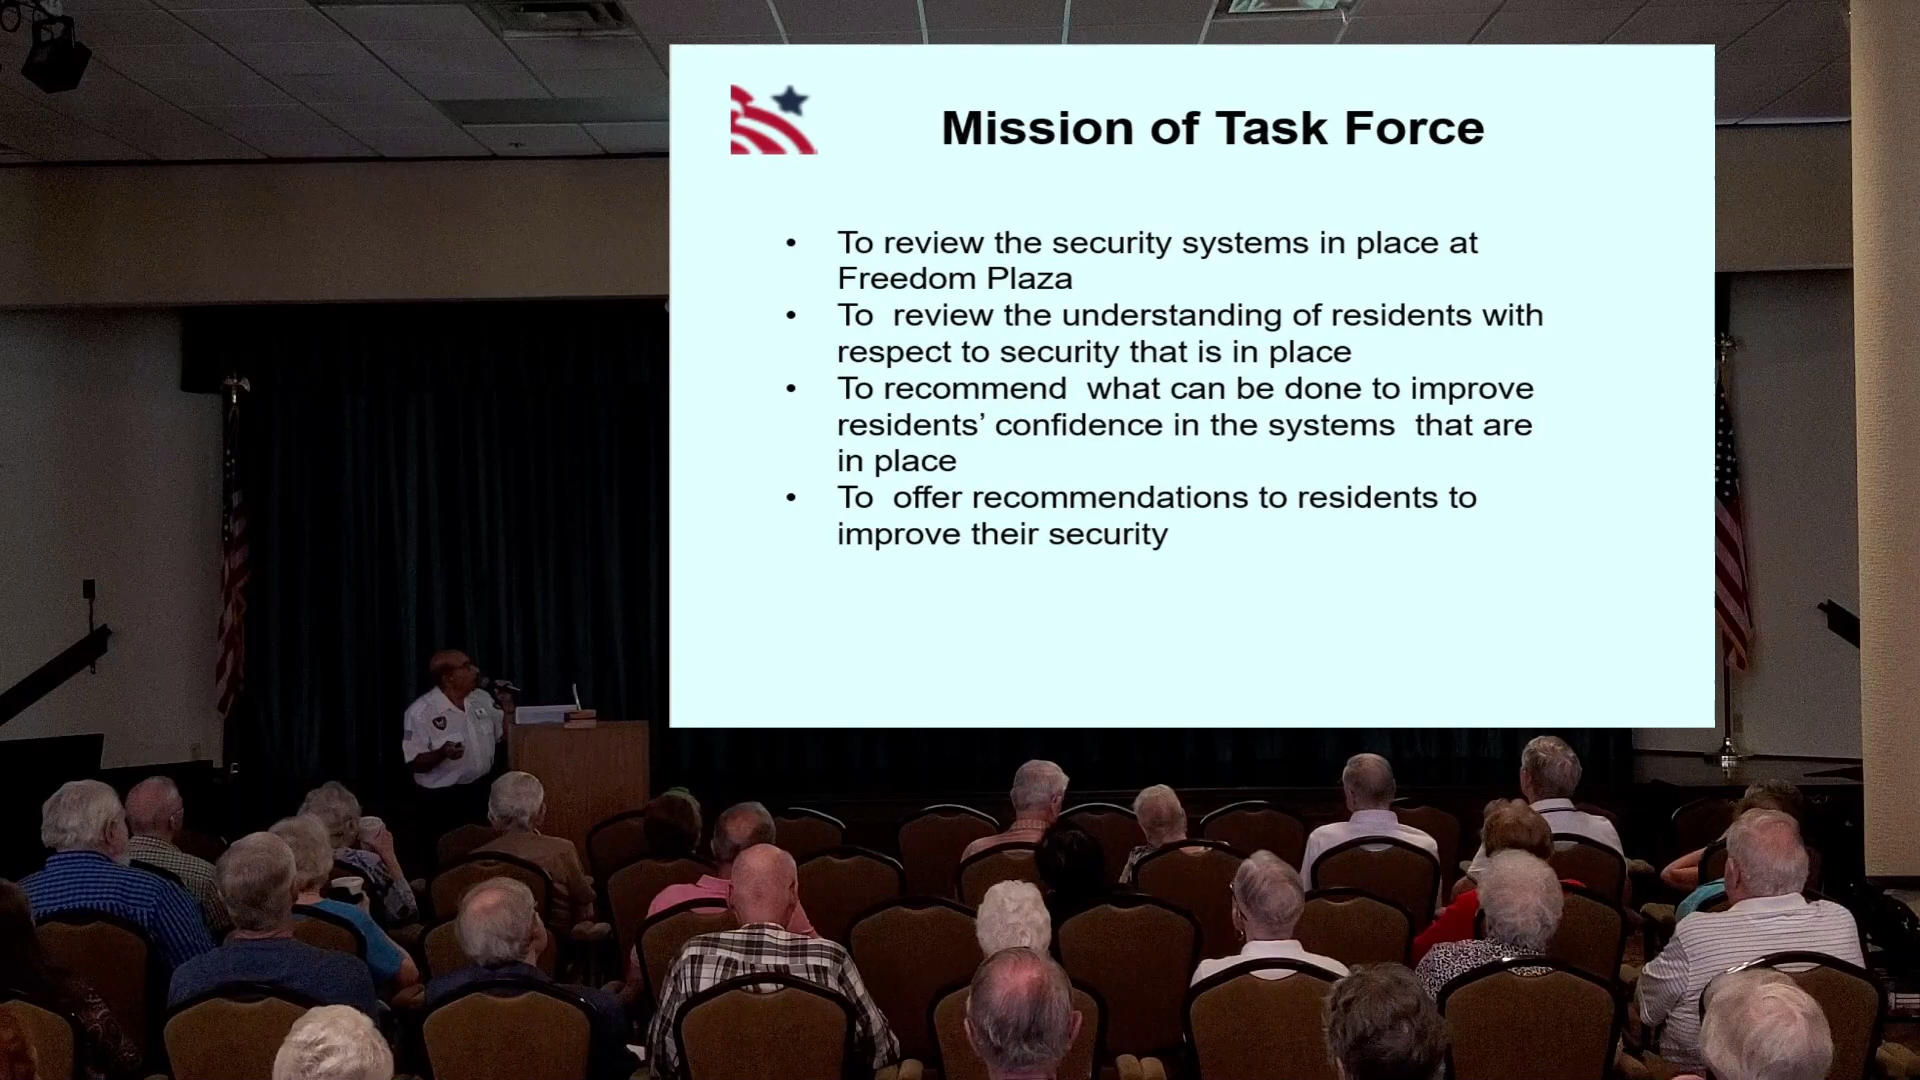 Mission of Task Force
• To review the security systems in place at
Freedom Plaza
• To  review the understanding of residents with
respect to security that is in place
• To recommend  what can be done to improve
residents’ confidence in the systems  that are
in place
• To  offer recommendations to residents to
improve their security